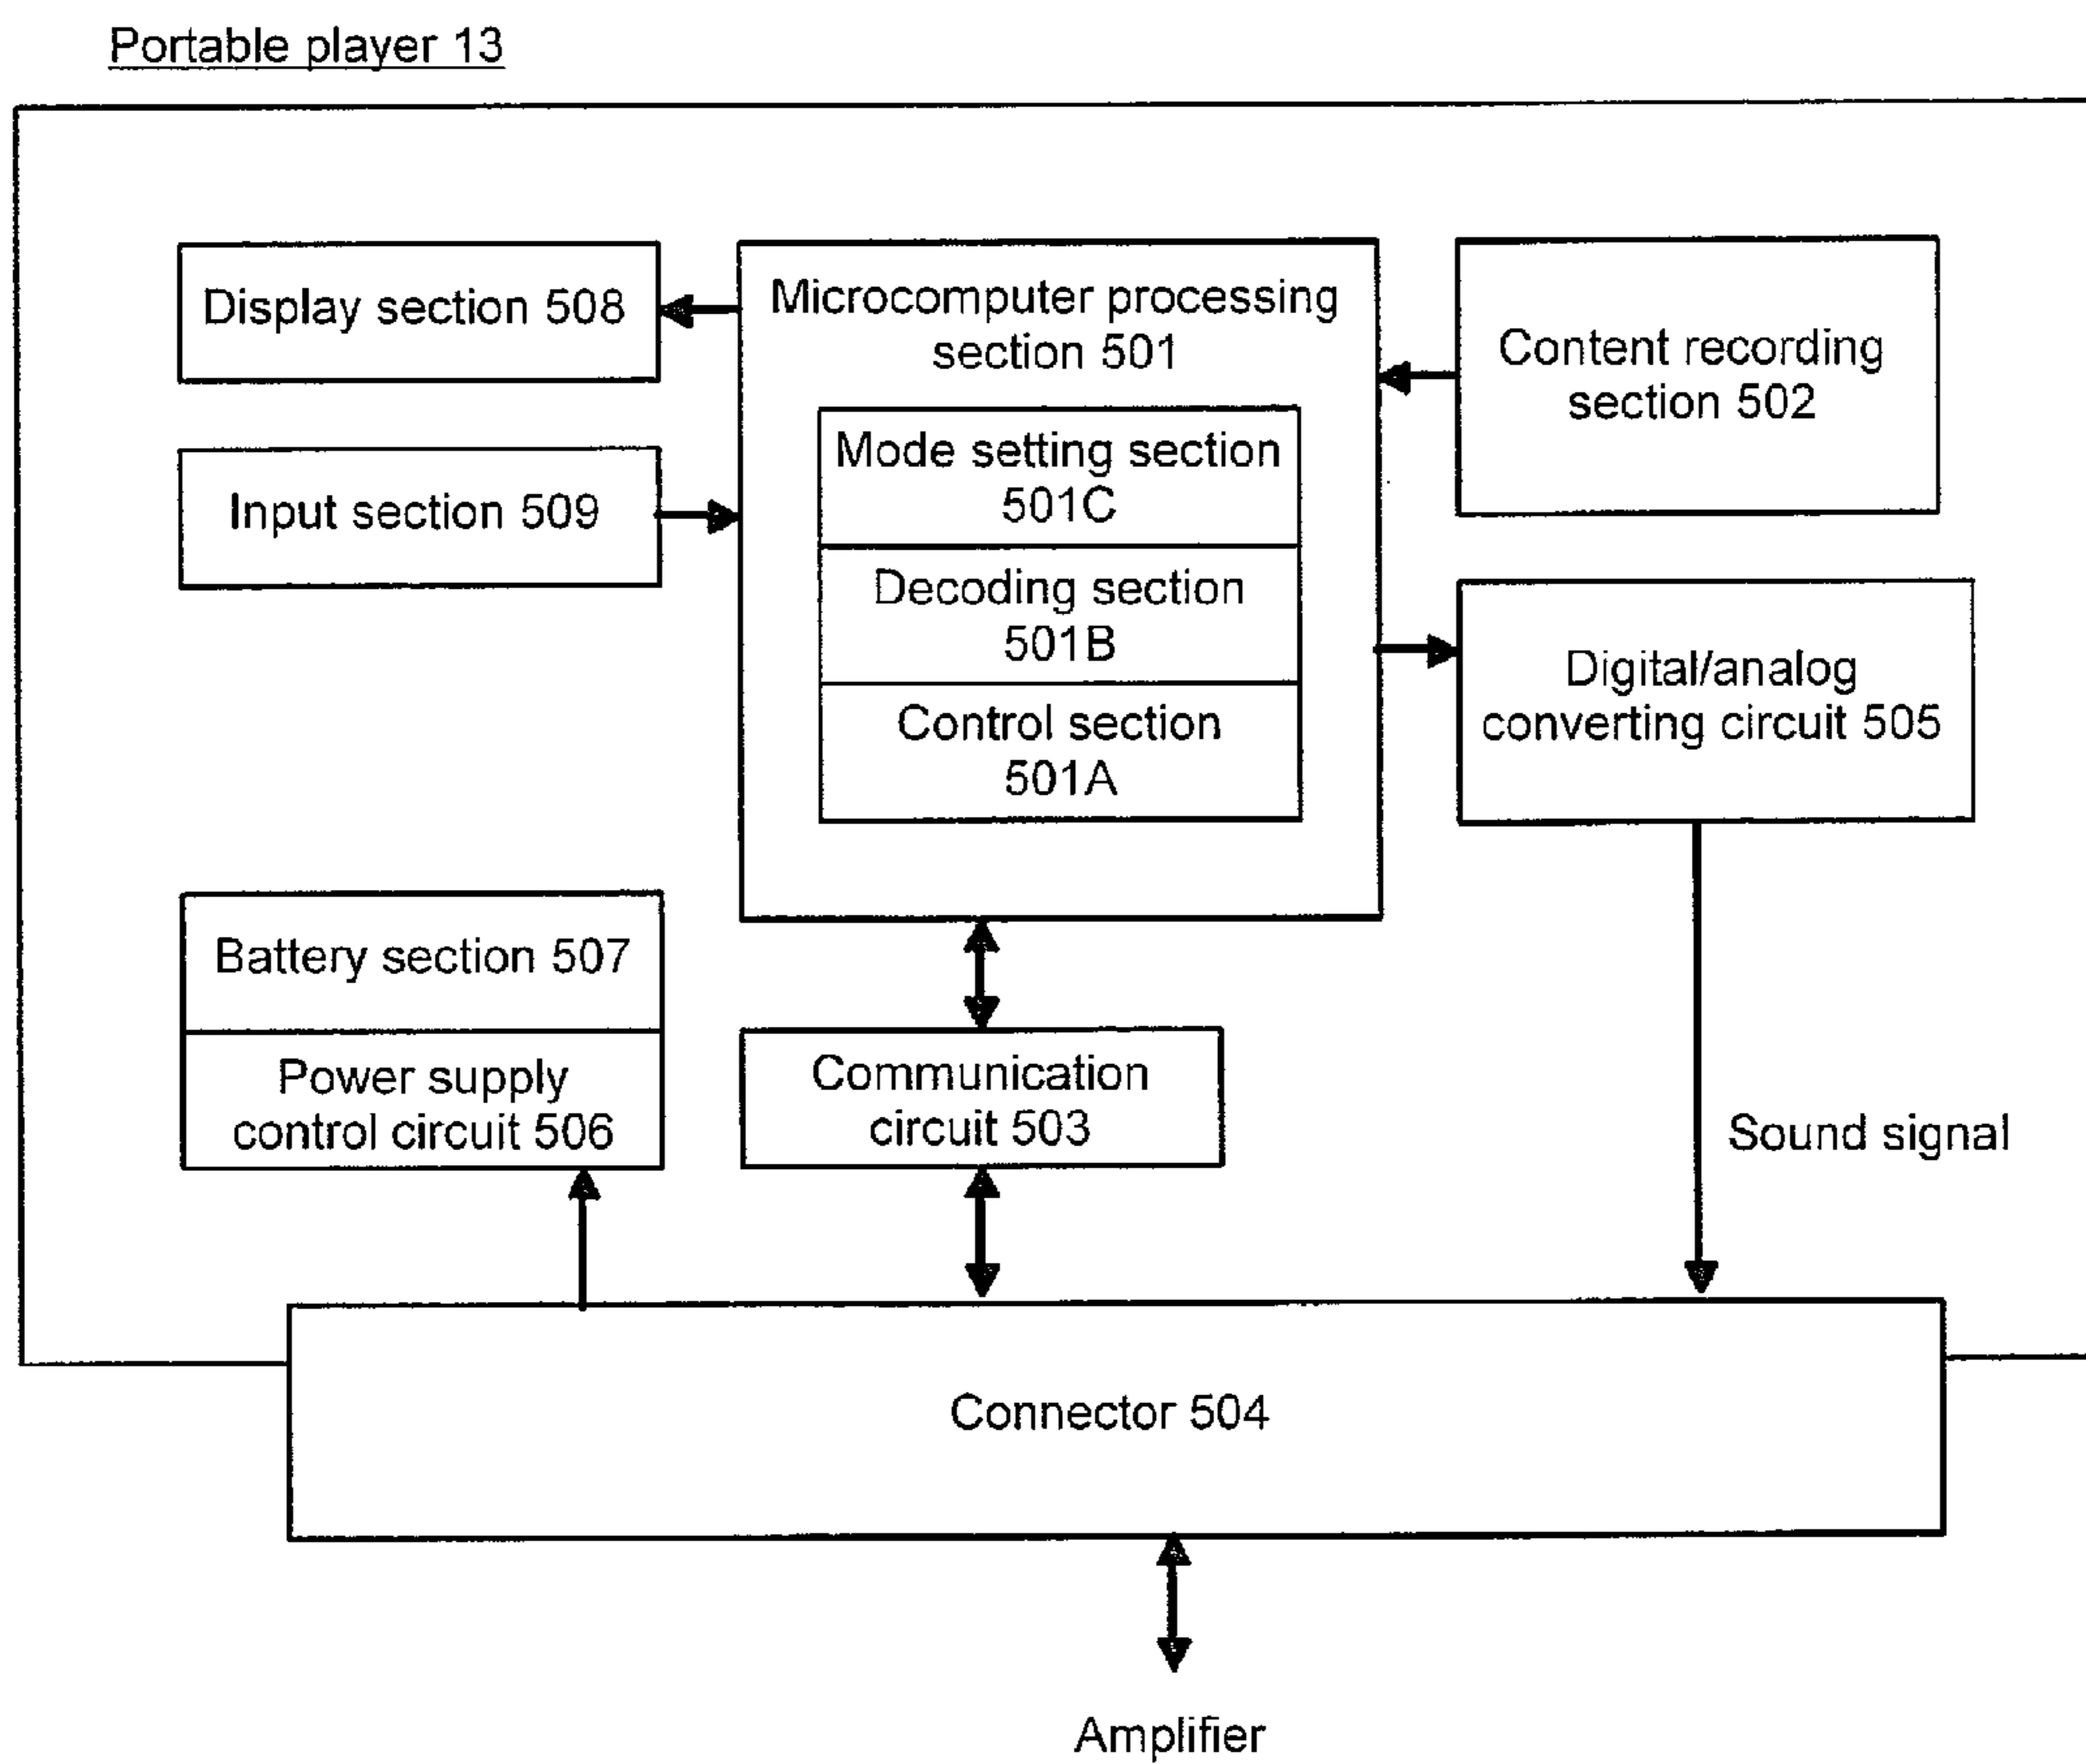 Portable player 13
Display section 508
Microcomputer processing
section 501
Content recording
section 502
Mode setting section
501C
Input section 509
Decoding section
501B
Digital/analog
converting circuit 505
Control section
501A
Battery section 507
Power supply
control circuit 506
Communication
circuit 503
Sound signal
Connector 504
Amplifier